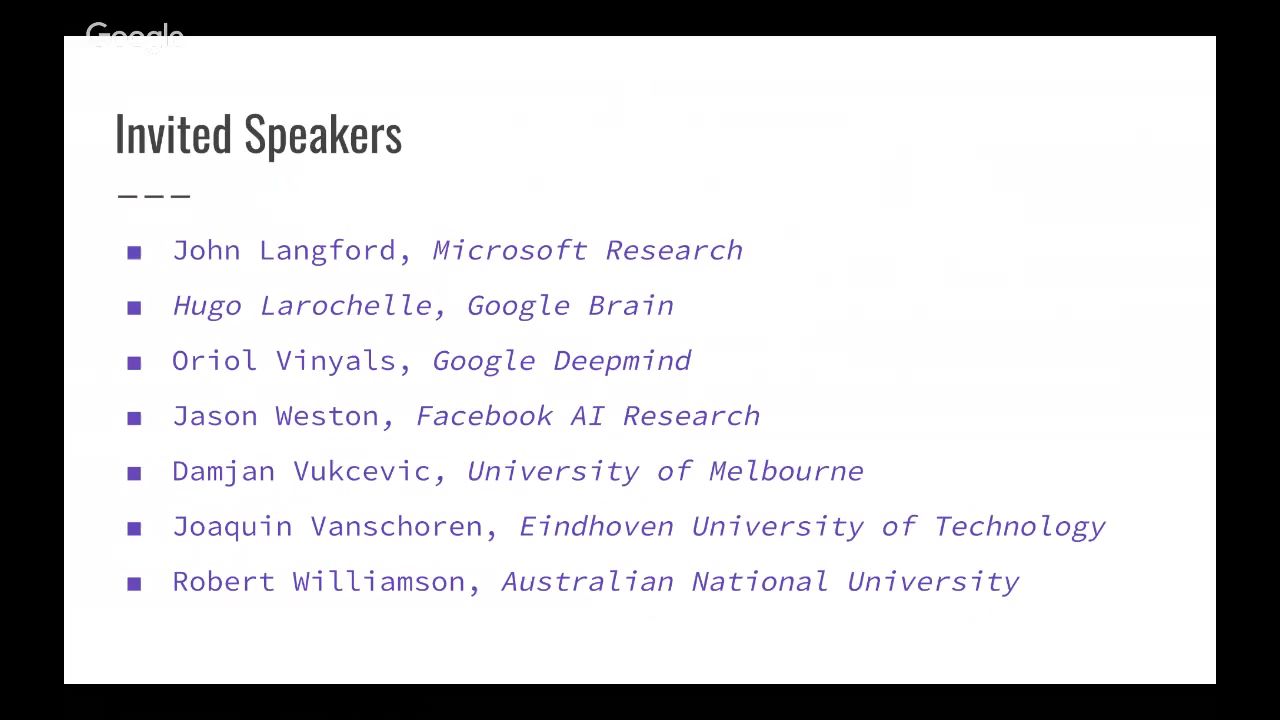 Google
Invited Speakers
John Langford, Microsoft Research
Hugo Larochelle, Google Brain
Oriol Vinyals, Google Deepmind
Jason Weston, Facebook AI Research
Damjan Vukcevic, University of Melbourne
Joaquin Vanschoren, Eindhoven University of Technology
Robert Williamson, Australian National University